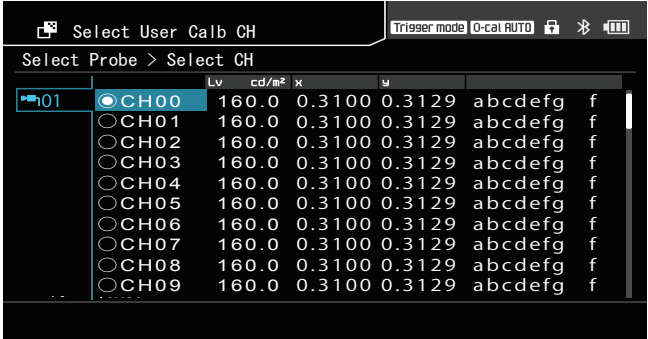 Select User Calb CH Trigger mode 0-cal AUTO
Select Probe > Select CH
Lv cd/m² x y
01 CH00 160.0 0.3100 0.3129 abcdefg f
CH01 160.0 0.3100 0.3129 abcdefg f
CH02 160.0 0.3100 0.3129 abcdefg f
CH03 160.0 0.3100 0.3129 abcdefg f
CH04 160.0 0.3100 0.3129 abcdefg f
CH05 160.0 0.3100 0.3129 abcdefg f
CH06 160.0 0.3100 0.3129 abcdefg f
CH07 160.0 0.3100 0.3129 abcdefg f
CH08 160.0 0.3100 0.3129 abcdefg f
CH09 160.0 0.3100 0.3129 abcdefg f